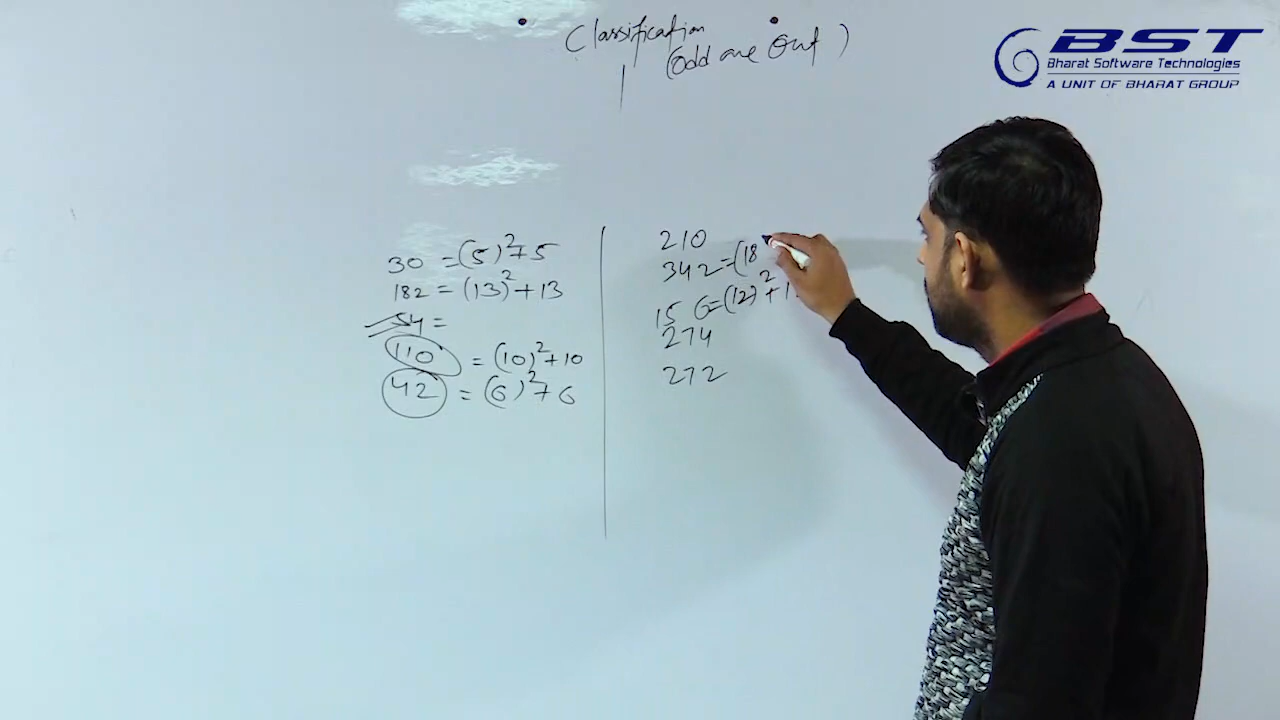 Classification
(Odd one Out)
BST
Bharat Software Technologies
A UNIT OF BHARAT GROUP
30 =(5)²+5
182 = (13)²+13
54 =
110 = (10)²+10
42 = (6)²+6
210
342=(18
156=(12)²+1
274
272